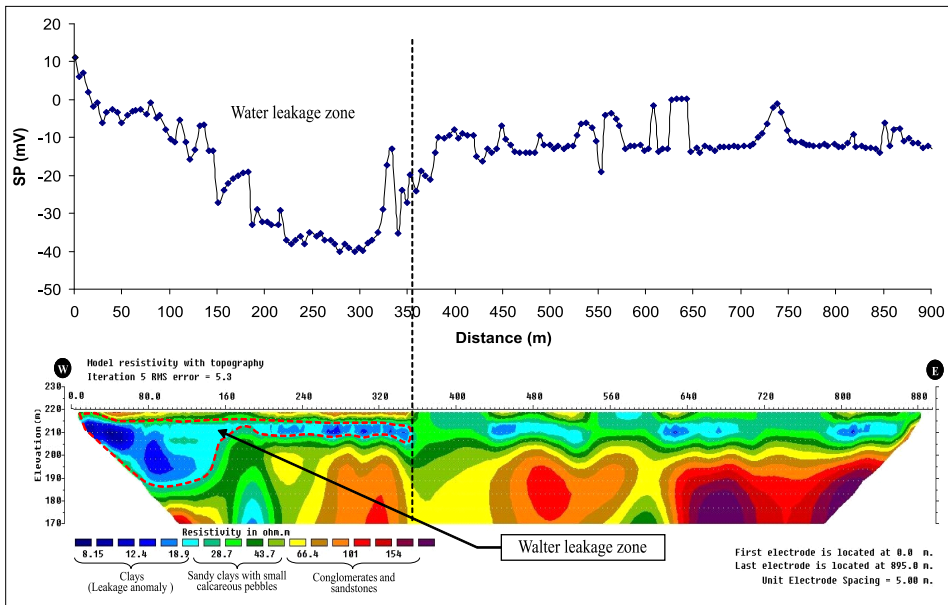 20
10
0
-10
-20
-30
-40
-50
SP (mV)
Water leakage zone
0 50 100 150 200 250 300 350 400 450 500 550 600 650 700 750 800 850 900
Distance (m)
W
E
Model resistivity with topography
Iteration 5 RMS error = 5.3
0.0 80.0 160 240 320 400 480 560 640 720 800 880 m.
Elevation(m)
230
220
210
200
190
180
170
Resistivity in ohm.m
8.15 12.4 18.9 28.7 43.7 66.4 101 154
Clays
(Leakage anomaly )
Sandy clays with small
calcareous pebbles
Conglomerates and
sandstones
Walter leakage zone
First electrode is located at 0.0 m.
Last electrode is located at 895.0 m.
Unit Electrode Spacing = 5.00 m.